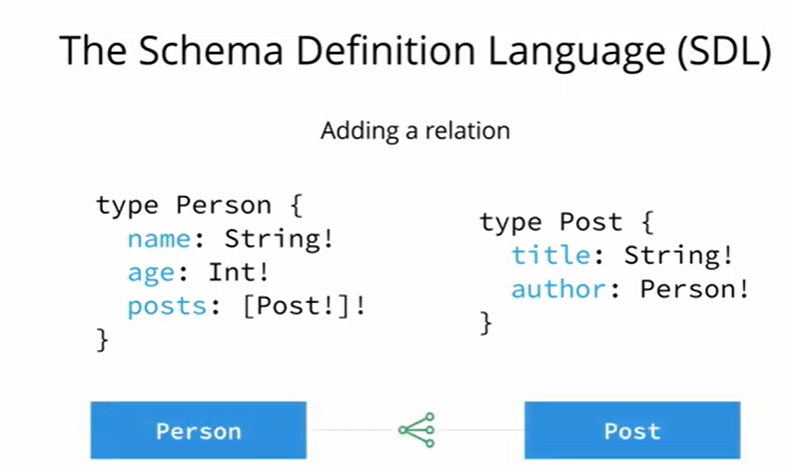 The Schema Definition Language (SDL)
Adding a relation
type Person {
name: String!
age: Int!
posts: [Post!]!
}
type Post {
title: String!
author: Person!
}
Person
Post